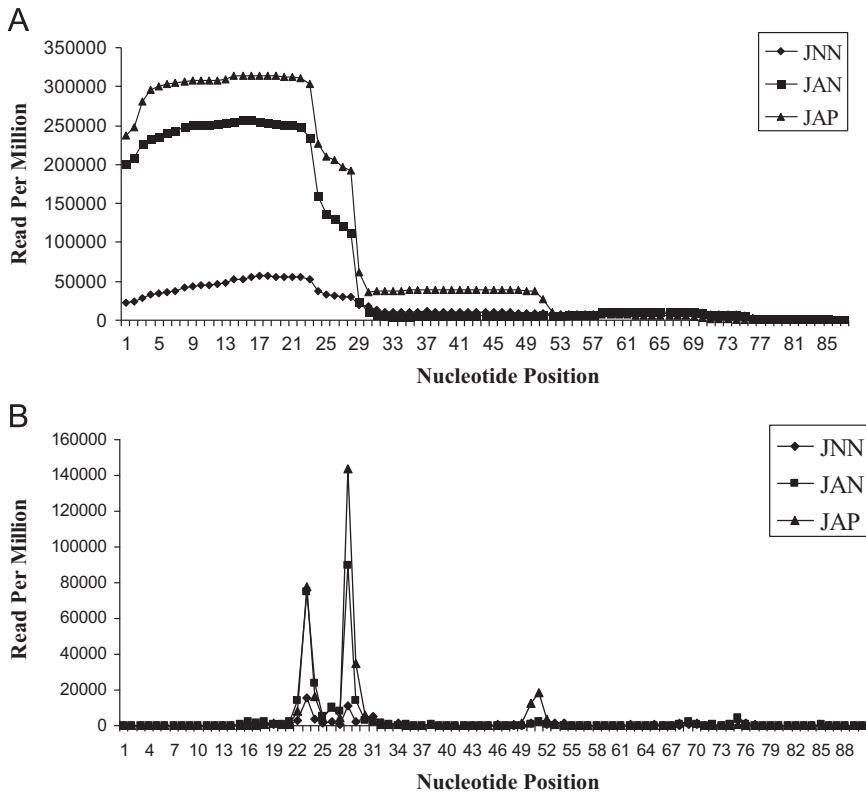 A
350000
300000
250000
200000
150000
100000
50000
0
Read Per Million
1 5 9 13 17 21 25 29 33 37 41 45 49 53 57 61 65 69 73 77 81 85
Nucleotide Position
JNN
JAN
JAP
B
160000
140000
120000
100000
80000
60000
40000
20000
0
Read Per Million
1 4 7 10 13 16 19 22 25 28 31 34 37 40 43 46 49 52 55 58 61 64 67 70 73 76 79 82 85 88
Nucleotide Position
JNN
JAN
JAP